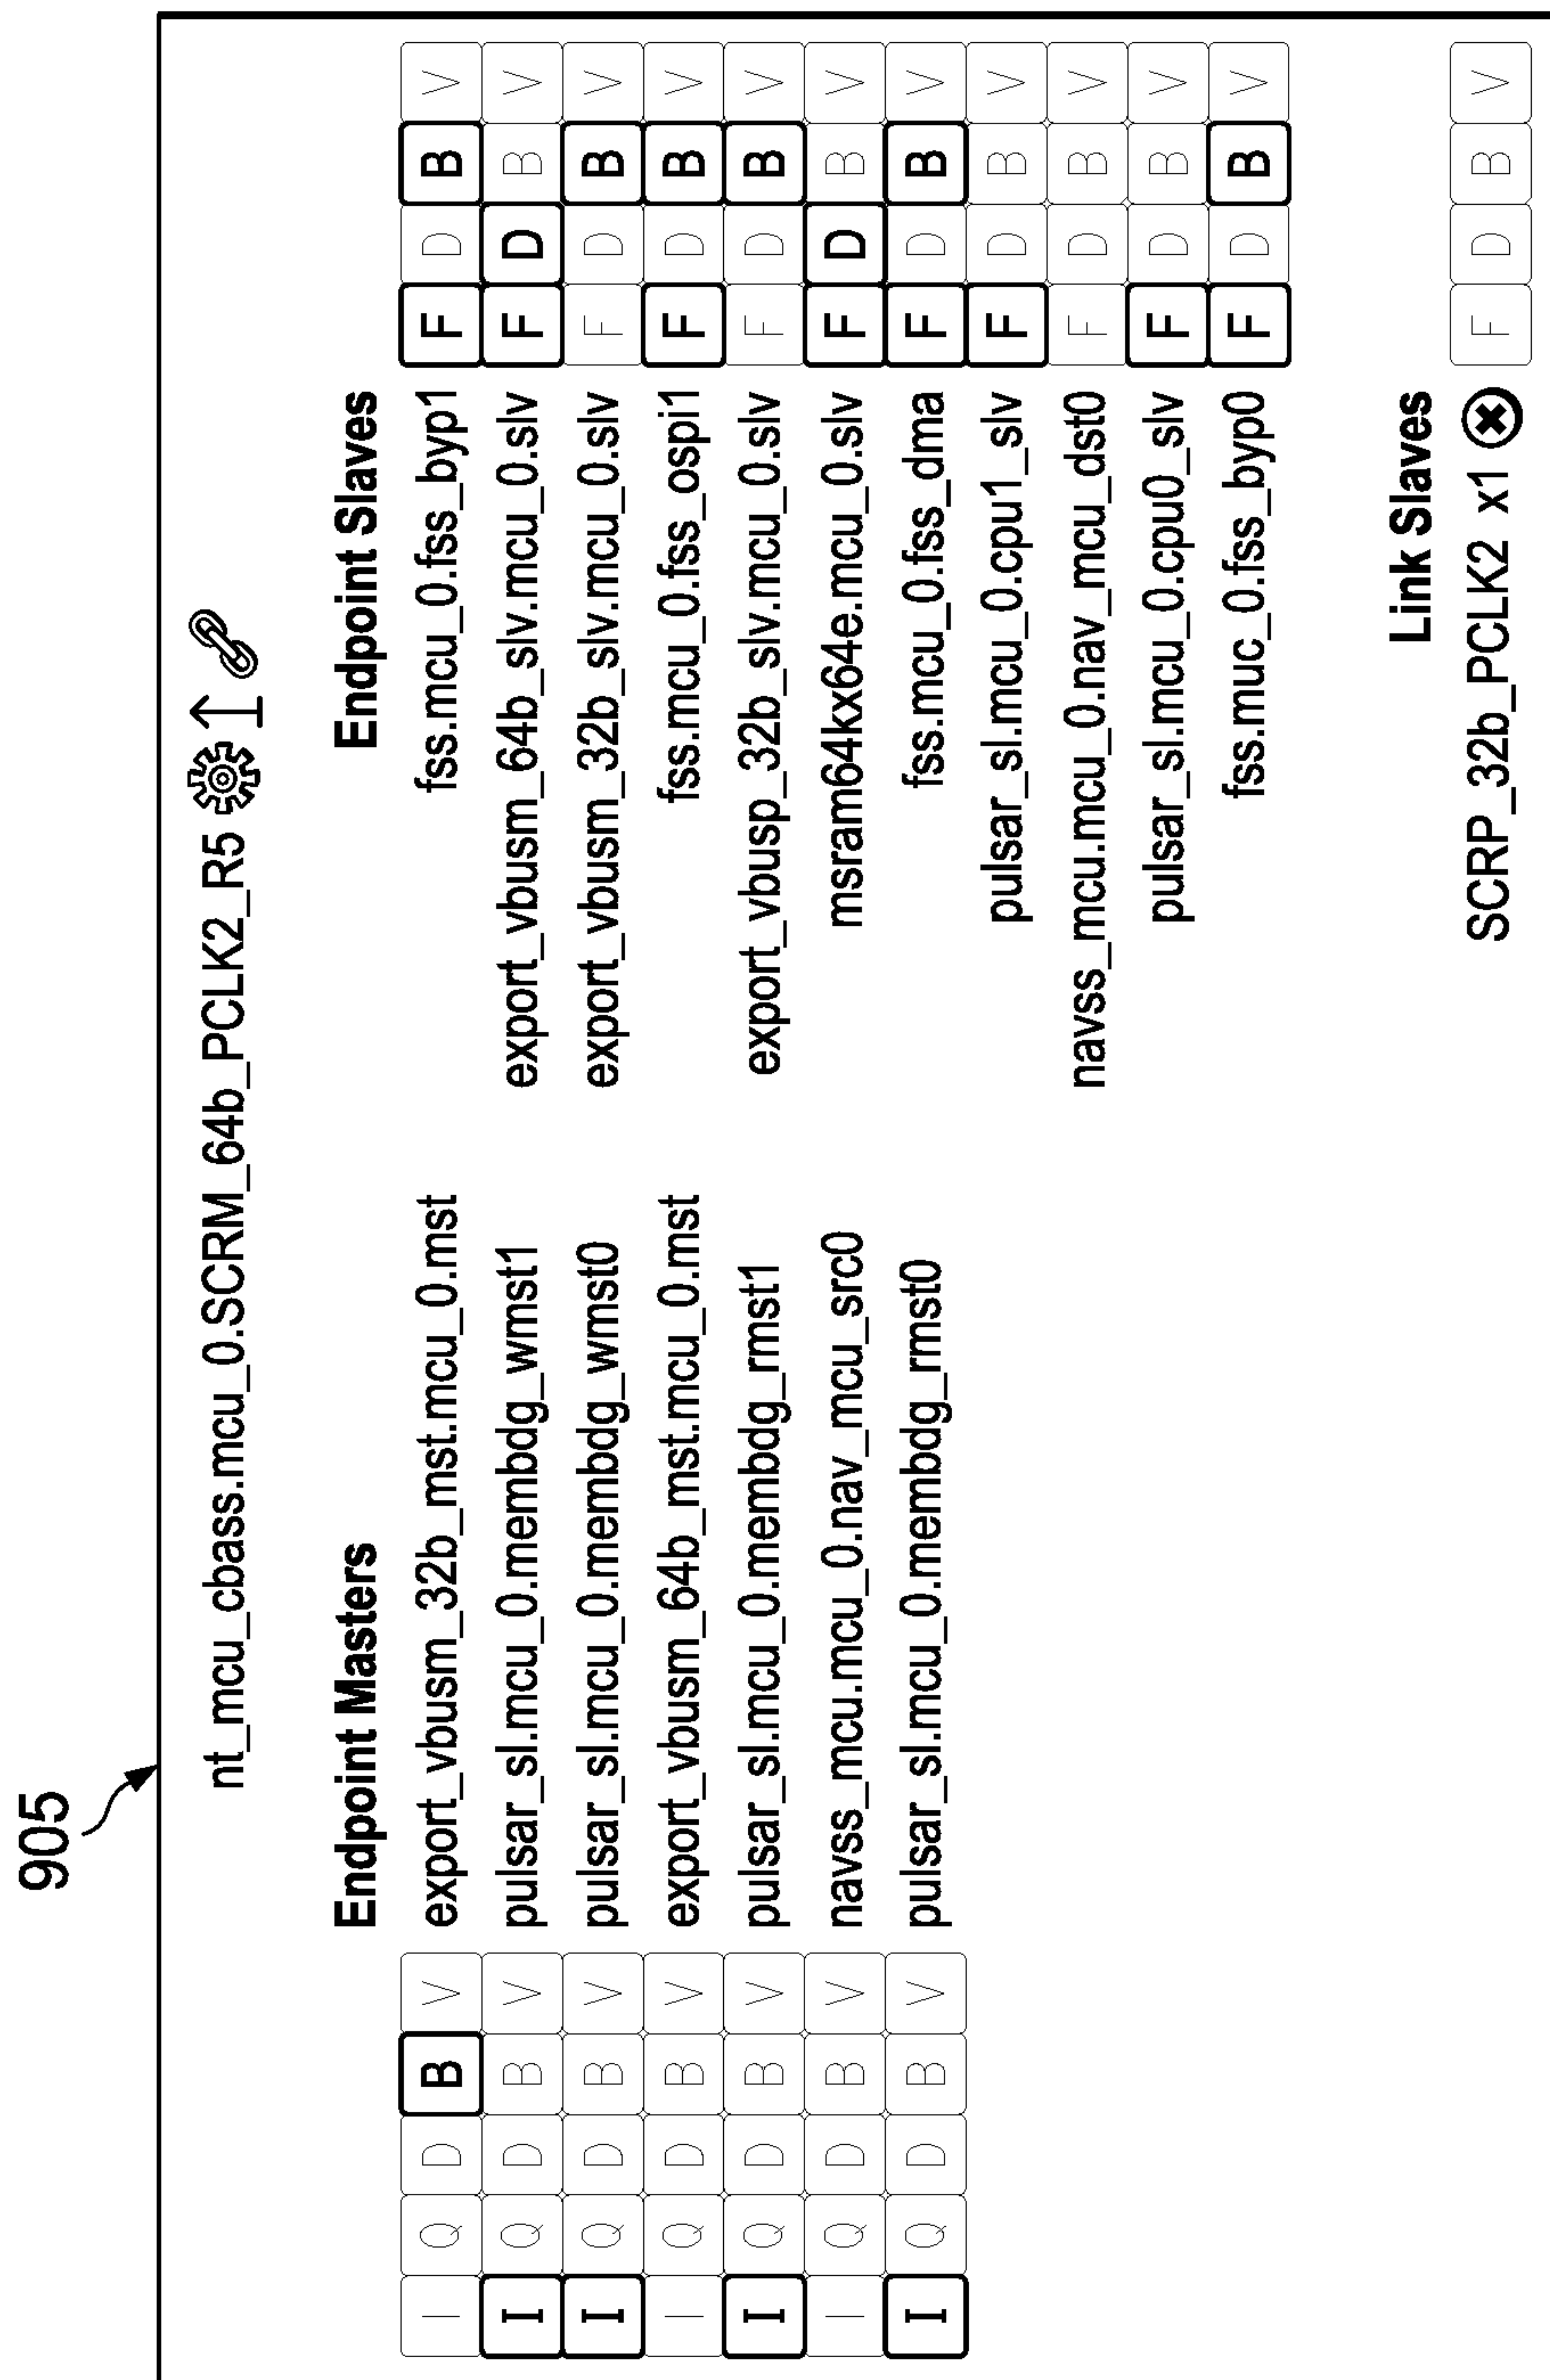 905
nt_mcu_cbass.mcu_0.SCRM_64b_PCLK2_R5
Endpoint Masters
I Q D B V export_vbusm_32b_mst.mcu_0.mst
I Q D B V pulsar_sl.mcu_0.membdg_wmst1
I Q D B V pulsar_sl.mcu_0.membdg_wmst0
I Q D B V export_vbusm_64b_mst.mcu_0.mst
I Q D B V pulsar_sl.mcu_0.membdg_rmst1
I Q D B V navss_mcu.mcu_0.nav_mcu_src0
I Q D B V pulsar_sl.mcu_0.membdg_rmst0
Endpoint Slaves
fss.mcu_0.fss_byp1 F D B V
export_vbusm_64b_slv.mcu_0.slv F D B V
export_vbusm_32b_slv.mcu_0.slv F D B V
fss.mcu_0.fss_ospi1 F D B V
export_vbusp_32b_slv.mcu_0.slv F D B V
msram64kx64e.mcu_0.slv F D B V
fss.mcu_0.fss_dma F D B V
pulsar_sl.mcu_0.cpu1_slv F D B V
navss_mcu.mcu_0.nav_mcu_dst0 F D B V
pulsar_sl.mcu_0.cpu0_slv F D B V
fss.muc_0.fss_byp0 F D B V
Link Slaves
SCRP_32b_PCLK2 x1 F D B V